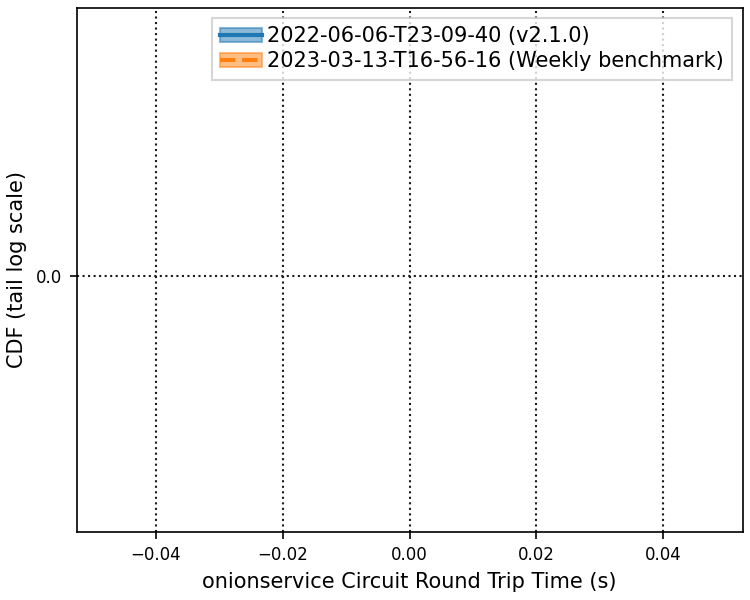 2022-06-06-T23-09-40 (v2.1.0)
2023-03-13-T16-56-16 (Weekly benchmark)
CDF (tail log scale)
0.0
−0.04
−0.02
0.00
0.02
0.04
onionservice Circuit Round Trip Time (s)